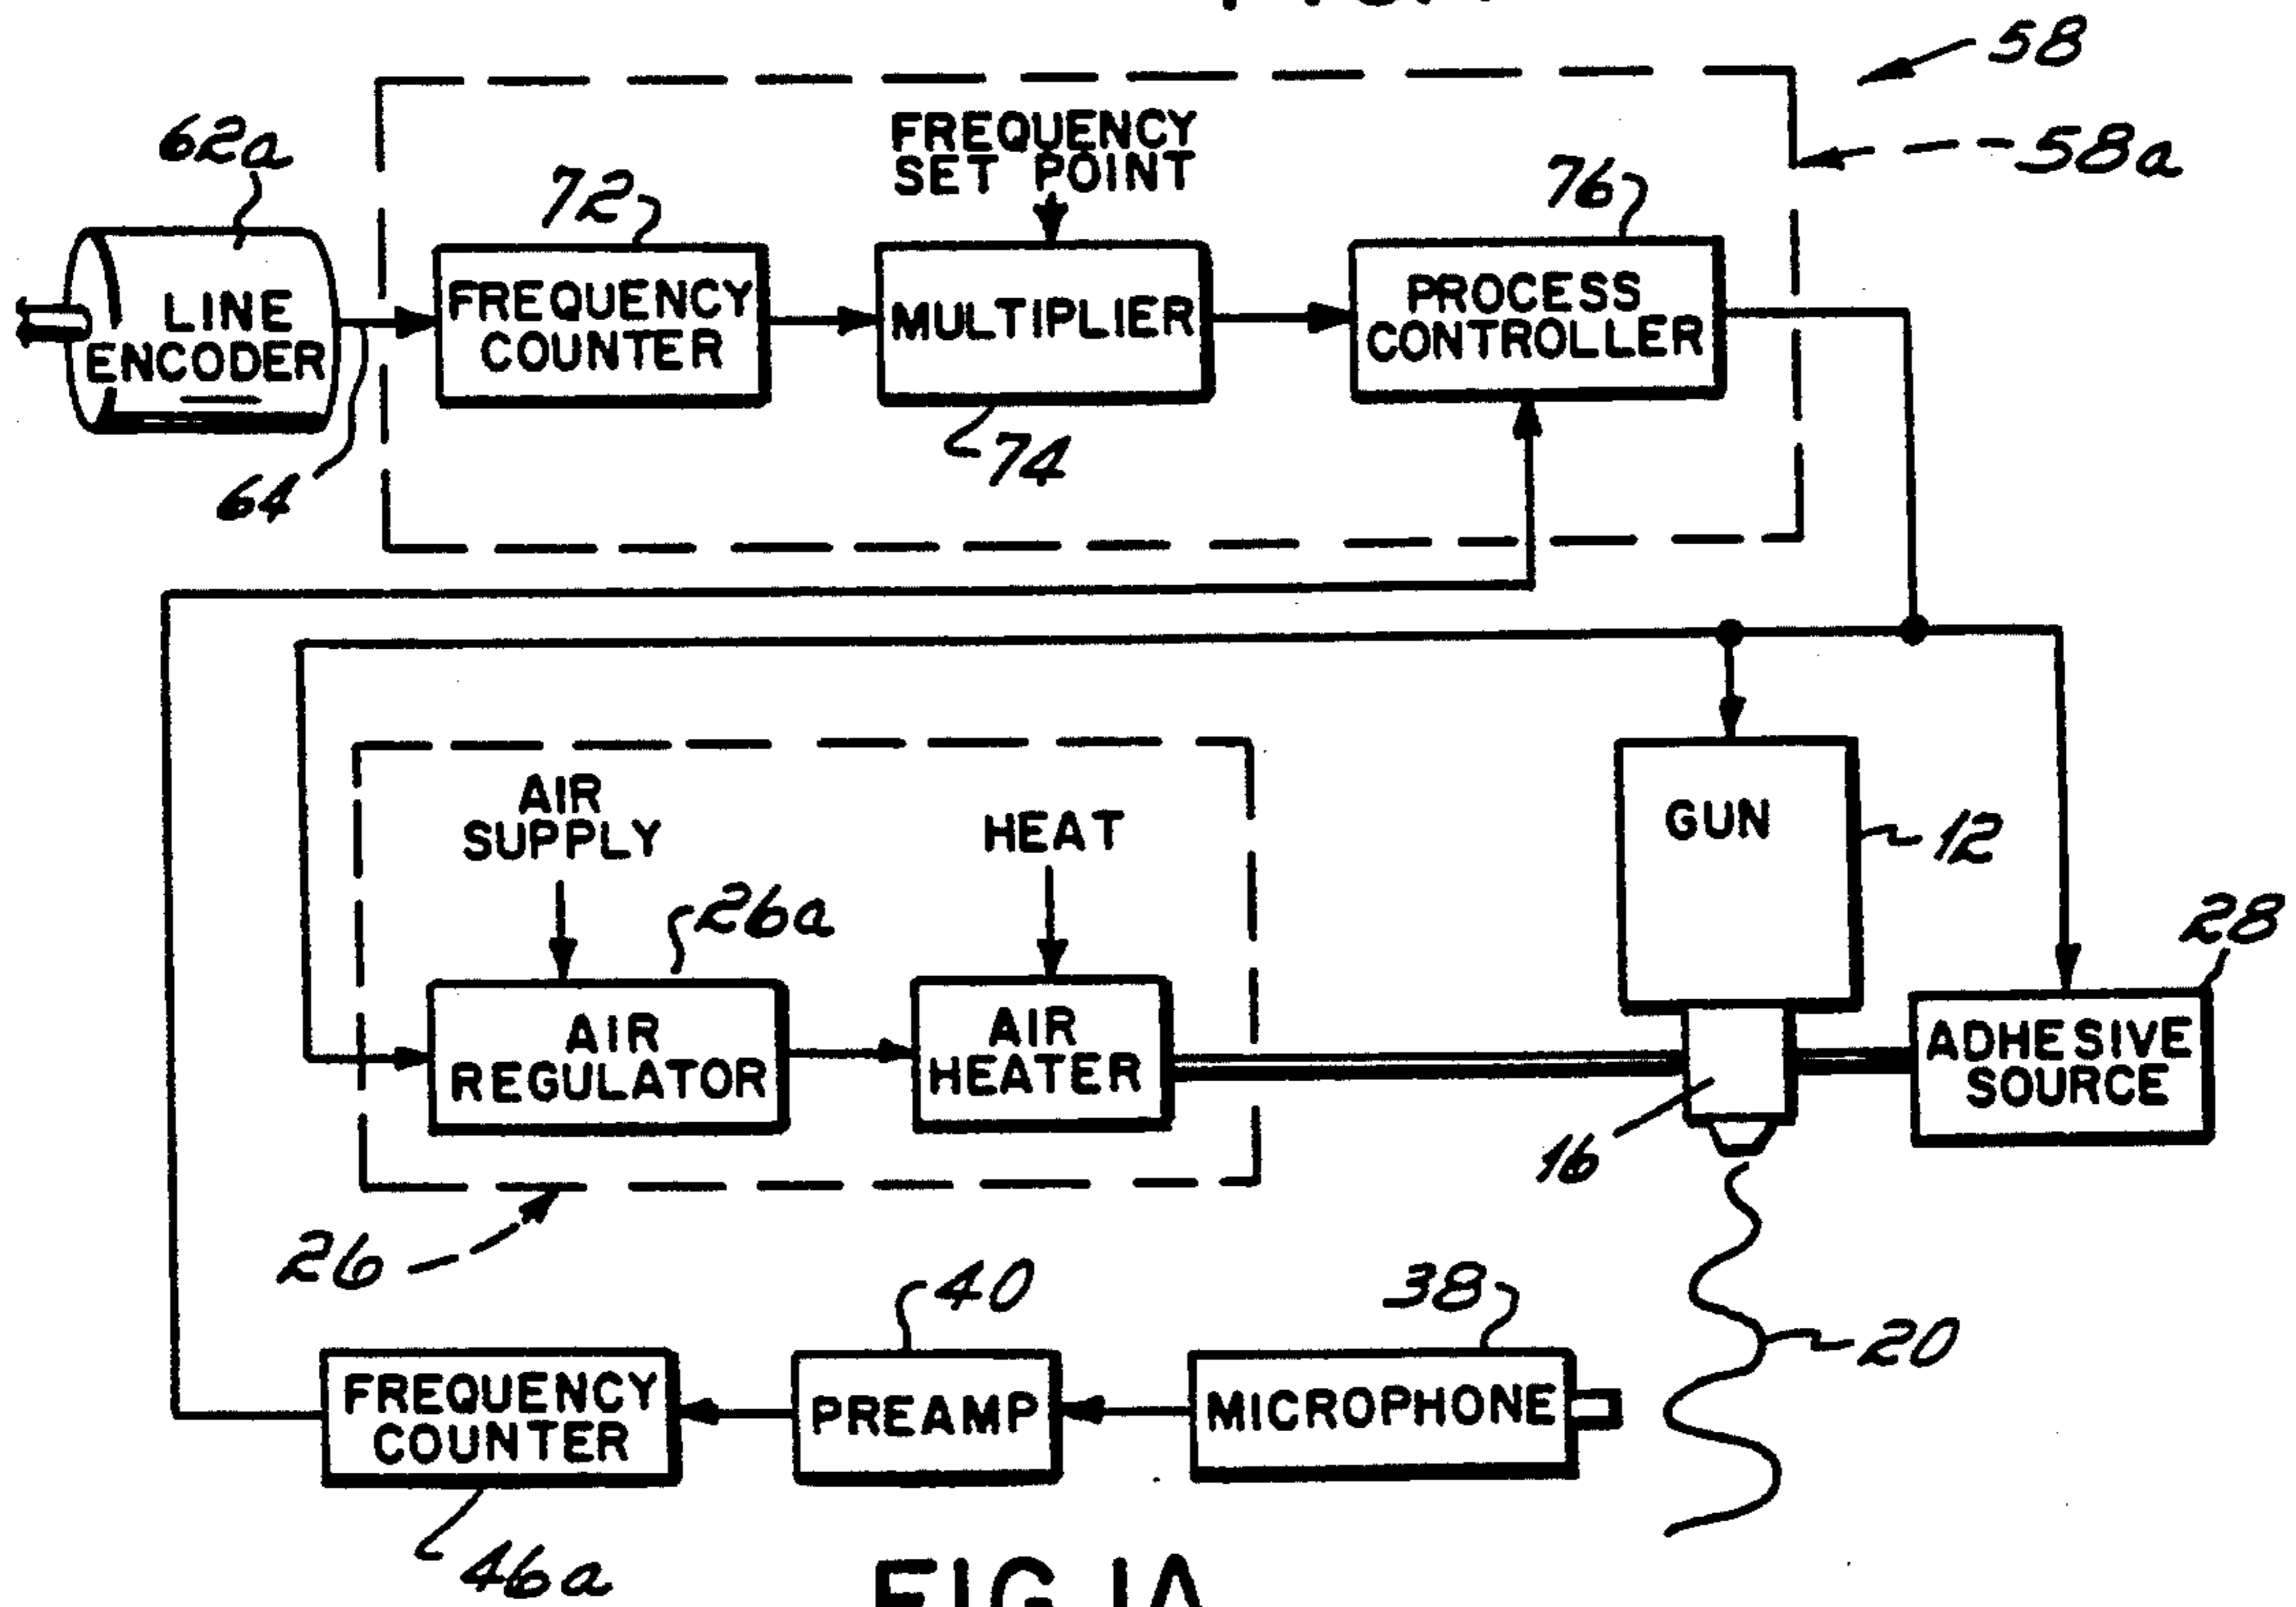 58
58a
62a
FREQUENCY
SET POINT
72
76
LINE
ENCODER
FREQUENCY
COUNTER
MULTIPLIER
PROCESS
CONTROLLER
64
74
AIR
SUPPLY
HEAT
GUN
12
26a
28
AIR
REGULATOR
AIR
HEATER
ADHESIVE
SOURCE
16
26
40
38
20
FREQUENCY
COUNTER
PREAMP
MICROPHONE
46a
FIG.1A